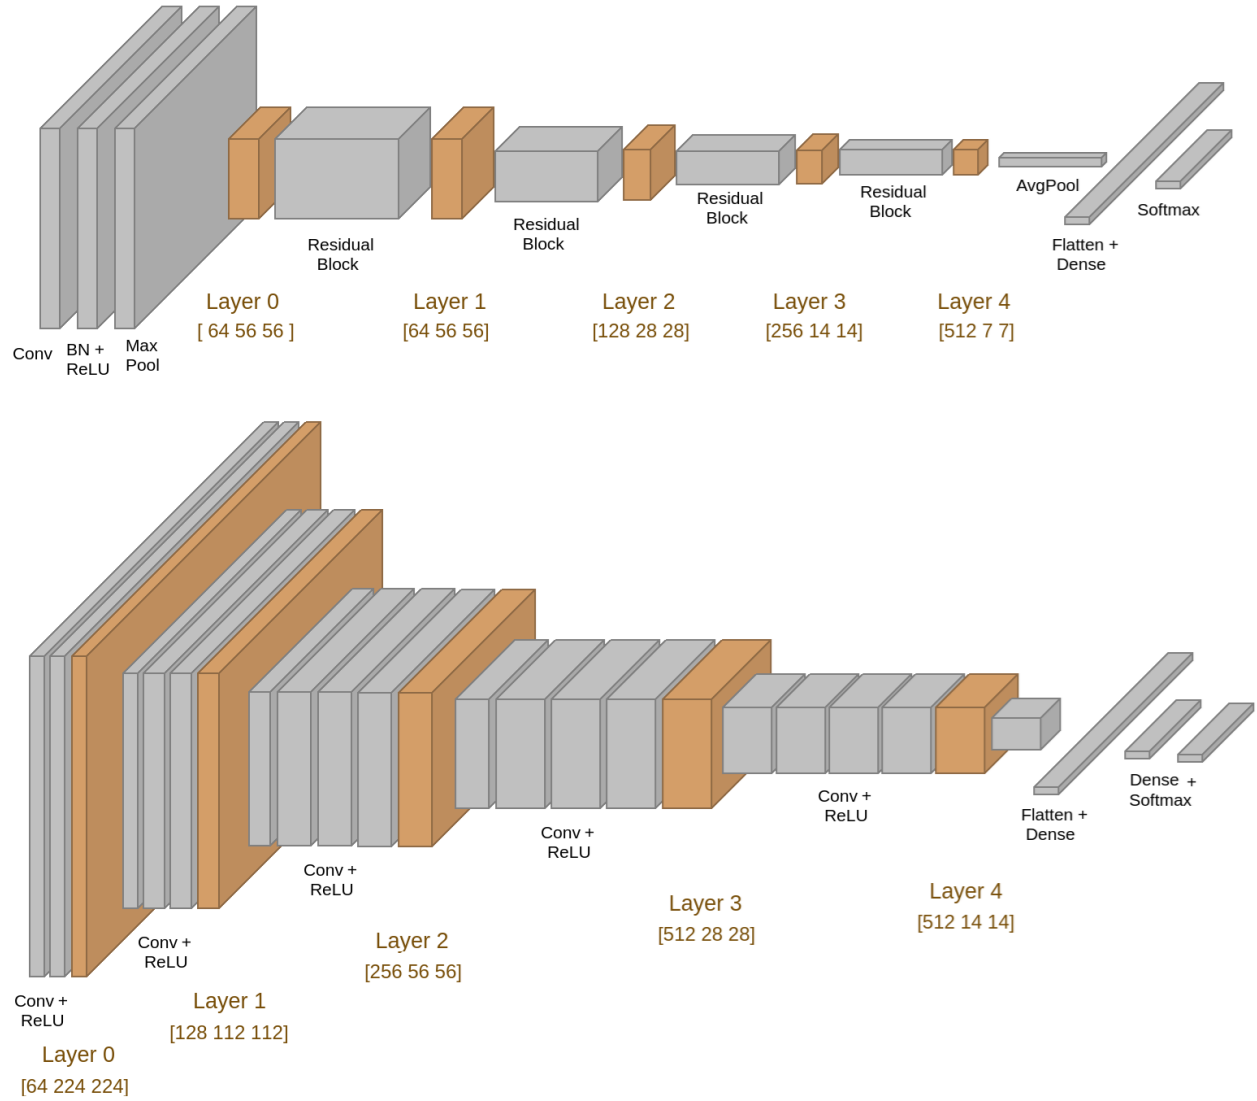 Conv
BN +
ReLU
Max
Pool
Residual
Block
Residual
Block
Residual
Block
Residual
Block
AvgPool
Flatten +
Dense
Softmax
Layer 0
[ 64 56 56 ]
Layer 1
[64 56 56]
Layer 2
[128 28 28]
Layer 3
[256 14 14]
Layer 4
[512 7 7]
Conv +
ReLU
Conv +
ReLU
Conv +
ReLU
Conv +
ReLU
Conv +
ReLU
Flatten +
Dense
Dense +
Softmax
Layer 0
[64 224 224]
Layer 1
[128 112 112]
Layer 2
[256 56 56]
Layer 3
[512 28 28]
Layer 4
[512 14 14]